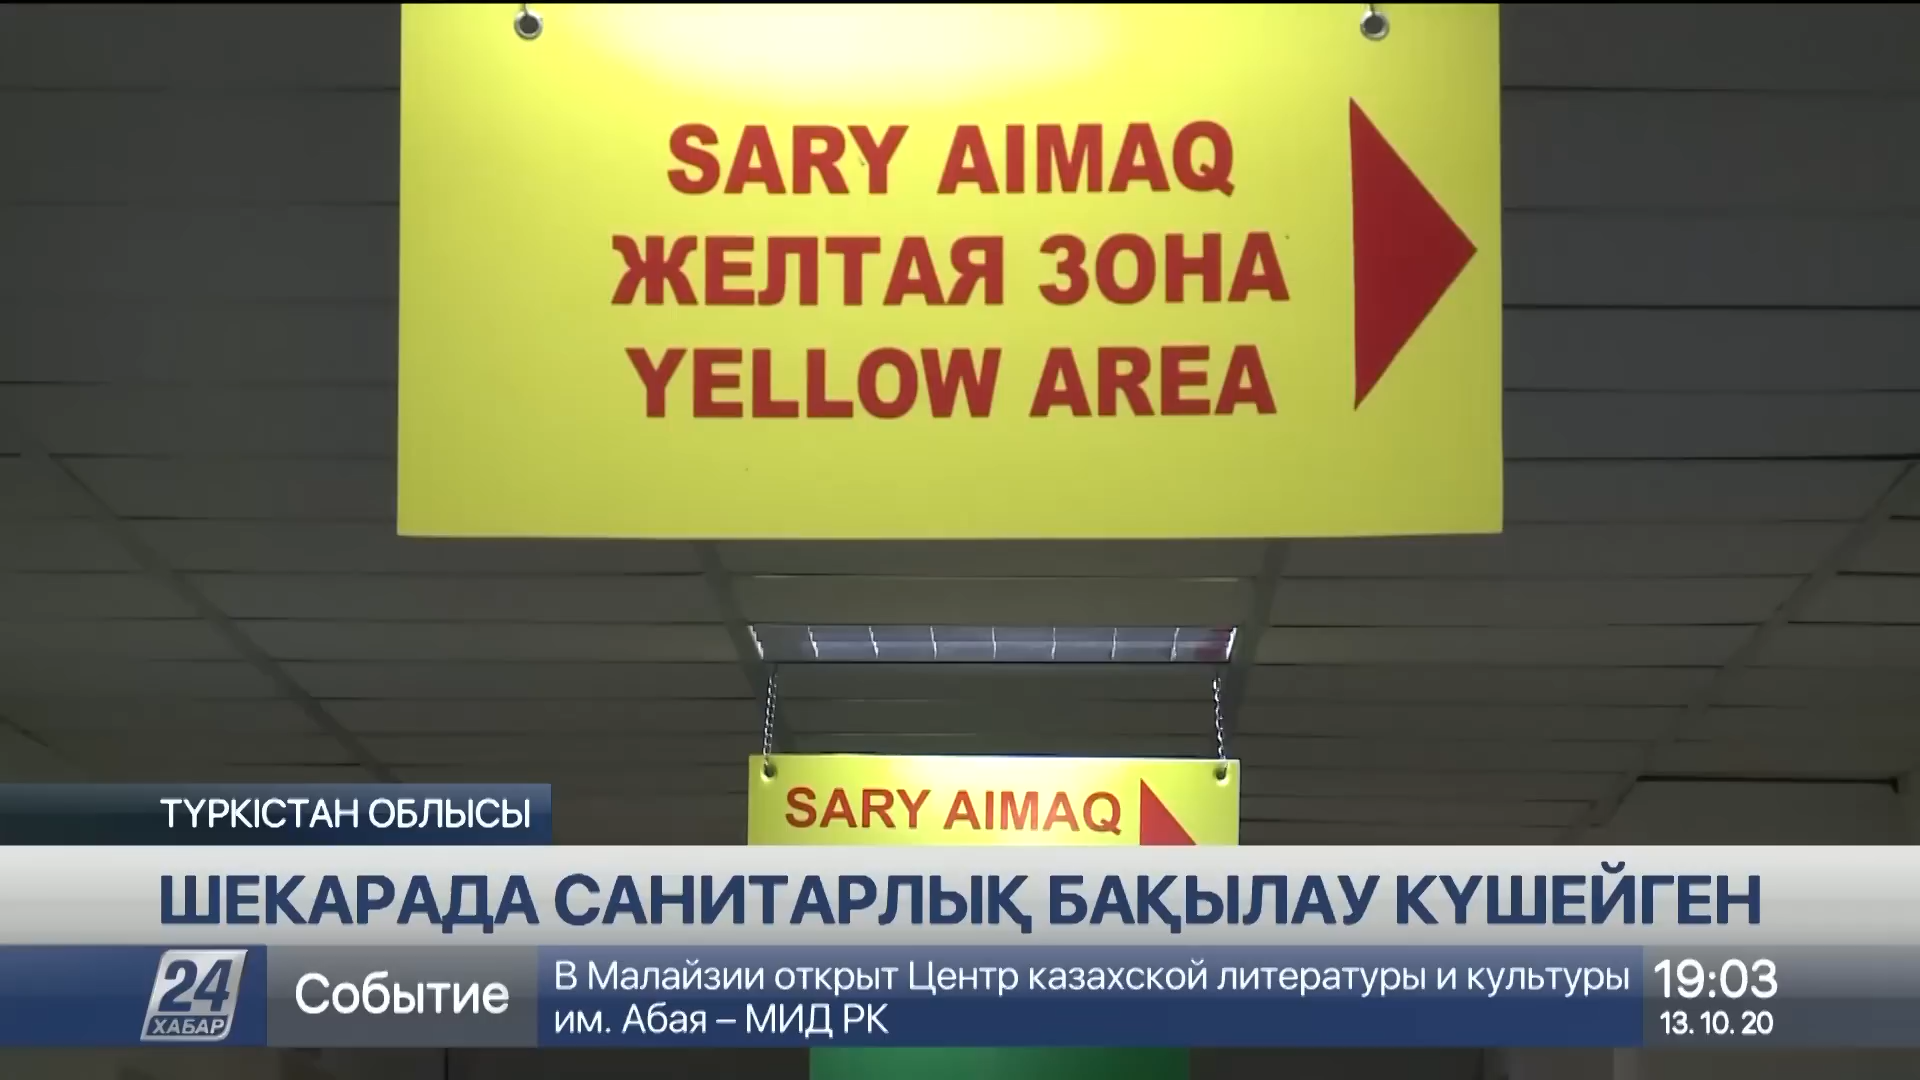 SARY AIMAQ
ЖЕЛТАЯ ЗОНА
YELLOW AREA
SARY AIMAQ
ТҮРКІСТАН ОБЛЫСЫ
ШЕКАРАДА САНИТАРЛЫҚ БАҚЫЛАУ КҮШЕЙГЕН
24
ХАБАР
Событие
В Малайзии открыт Центр казахской литературы и культуры
им. Абая – МИД РК
19:03
13. 10. 20